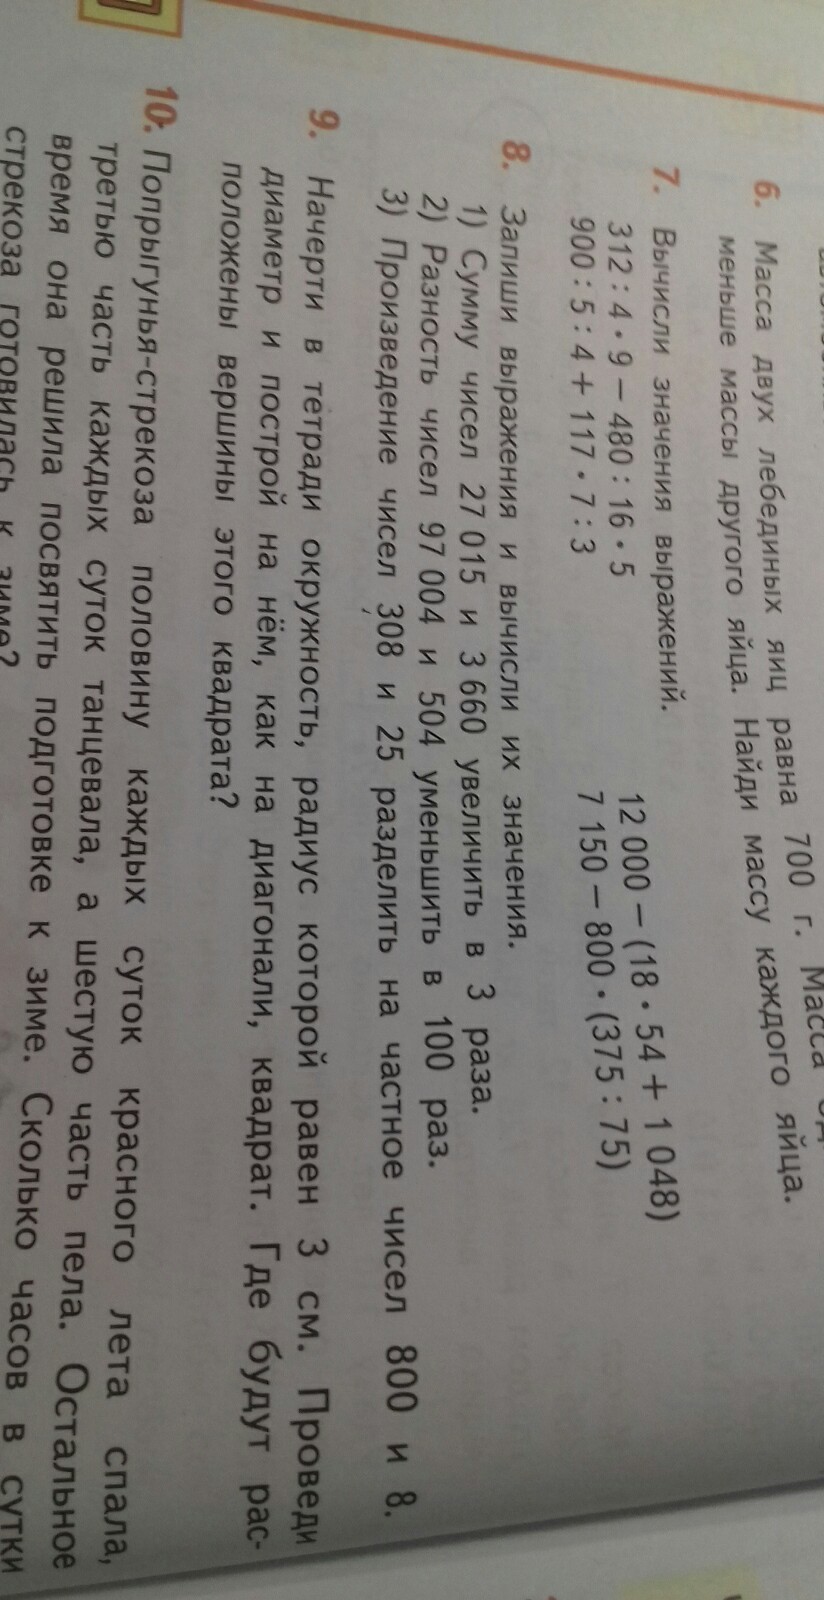 6. Масса двух лебединых яиц равна 700 г. Масса
меньше массы другого яйца. Найди массу каждого яйца.
7. Вычисли значения выражений.
312 : 4 · 9 − 480 : 16 · 5 12 000 − (18 · 54 + 1 048)
900 : 5 : 4 + 117 · 7 : 3 7 150 − 800 · (375 : 75)
8. Запиши выражения и вычисли их значения.
1) Сумму чисел 27 015 и 3 660 увеличить в 3 раза.
2) Разность чисел 97 004 и 504 уменьшить в 100 раз.
3) Произведение чисел 308 и 25 разделить на частное чисел 800 и 8.
9. Начерти в тетради окружность, радиус которой равен 3 см. Проведи
диаметр и построй на нём, как на диагонали, квадрат. Где будут рас-
положены вершины этого квадрата?
10. Попрыгунья-стрекоза половину каждых суток красного лета спала,
третью часть каждых суток танцевала, а шестую часть пела. Остальное
время она решила посвятить подготовке к зиме. Сколько часов в сутки
стрекоза готовилась к зиме?